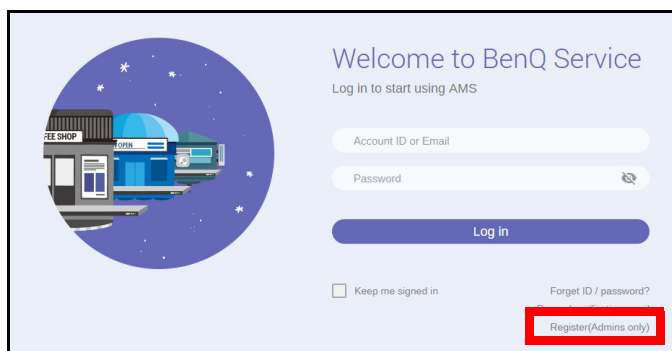 Welcome to BenQ Service
Log in to start using AMS
FEE SHOP
OPEN
Account ID or Email
Password
Log in
Keep me signed in
Forget ID / password?
Register(Admins only)